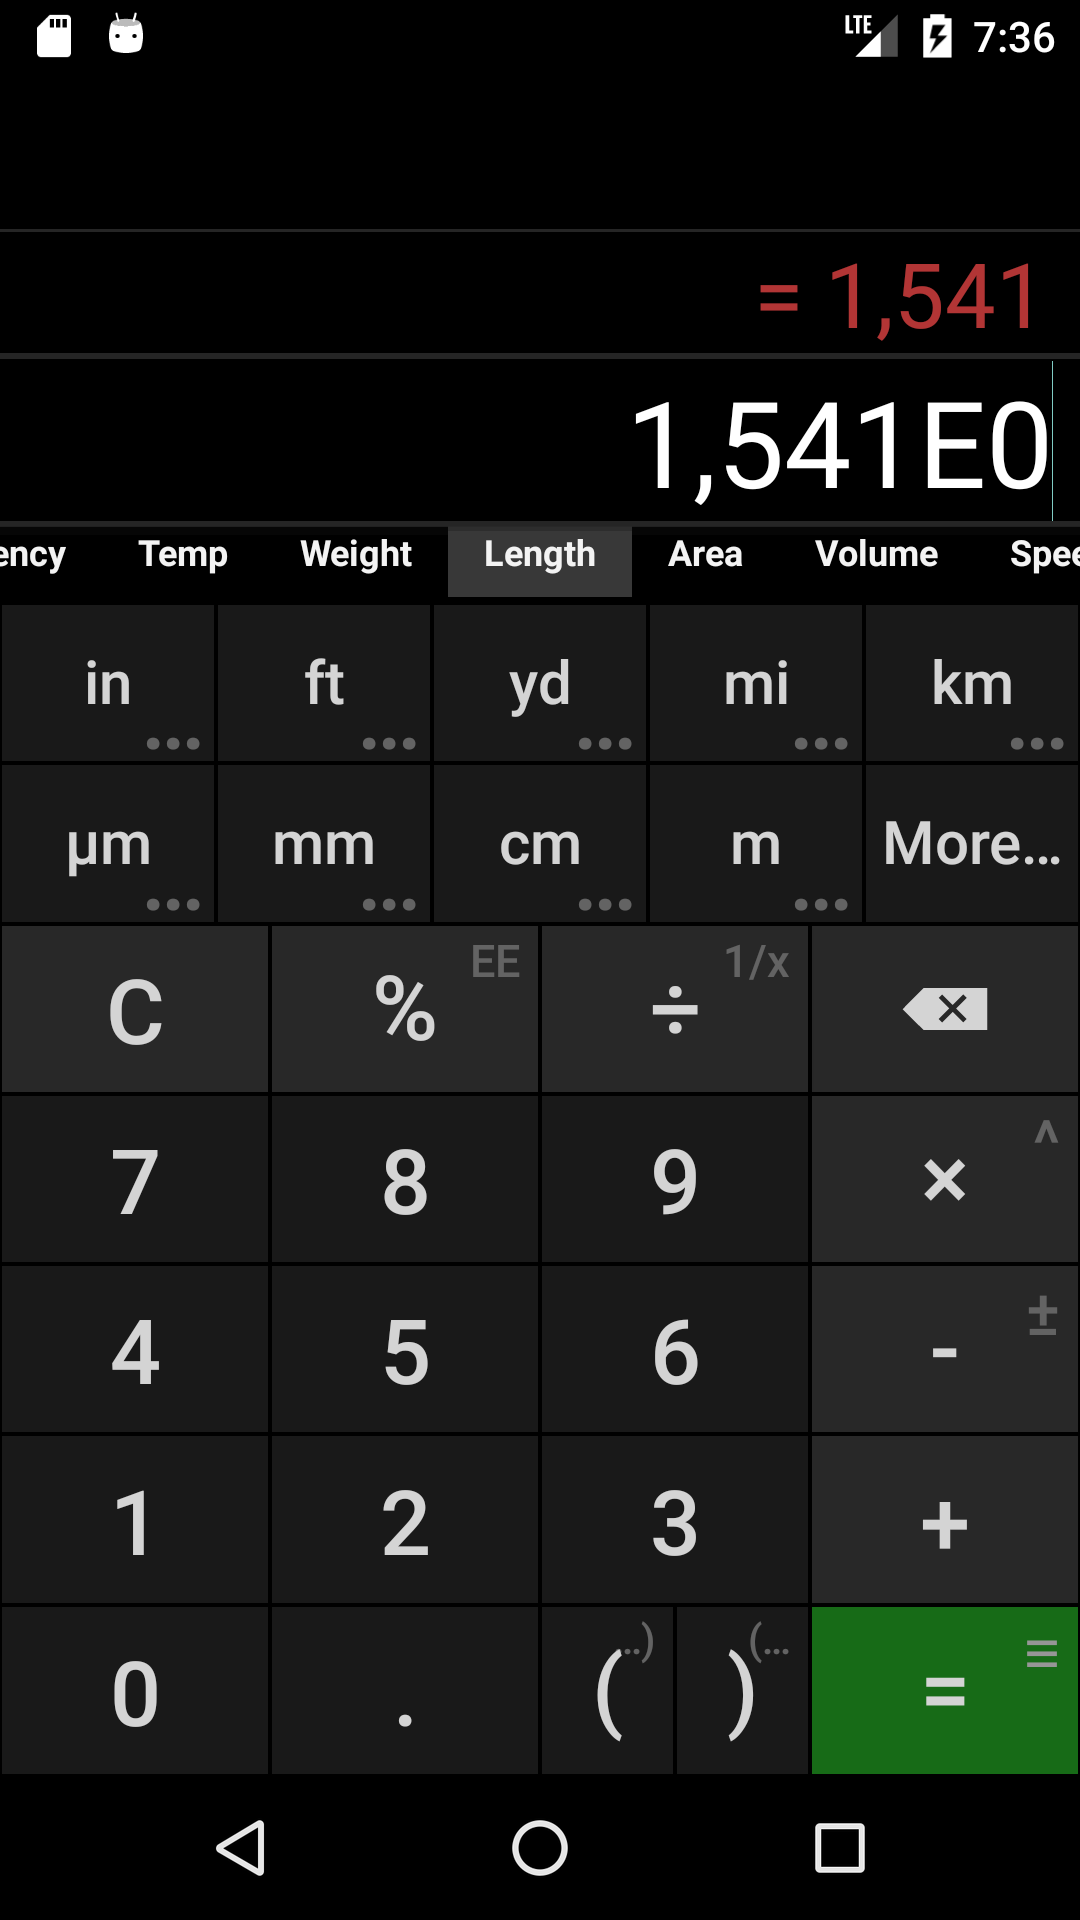 LTE 7:36
= 1,541
1,541E0
ency Temp Weight Length Area Volume Spee
in ft yd mi km
µm mm cm m More...
C % EE ÷ 1/x
7 8 9 × ^
4 5 6 - ±
1 2 3 +
0 . ( ..) ) (... =